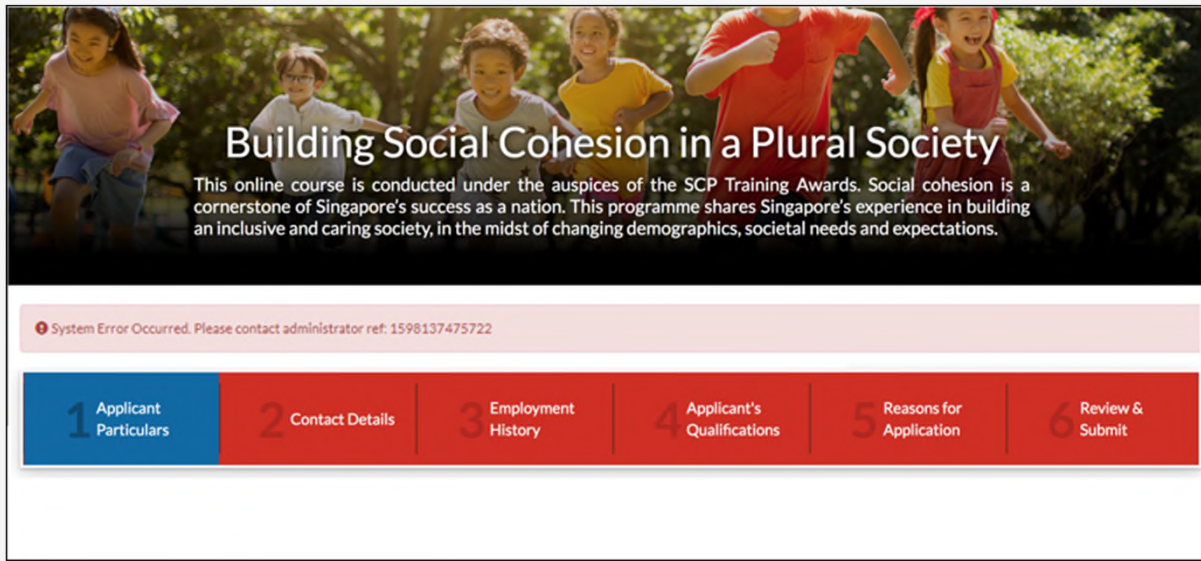 Building Social Cohesion in a Plural Society
This online course is conducted under the auspices of the SCP Training Awards. Social cohesion is a
cornerstone of Singapore's success as a nation. This programme shares Singapore's experience in building
an inclusive and caring society, in the midst of changing demographics, societal needs and expectations.
System Error Occurred. Please contact administrator ref: 1598137475722
1 Applicant
Particulars
2 Contact Details
3 Employment
History
4 Applicant's
Qualifications
5 Reasons for
Application
6 Review &
Submit